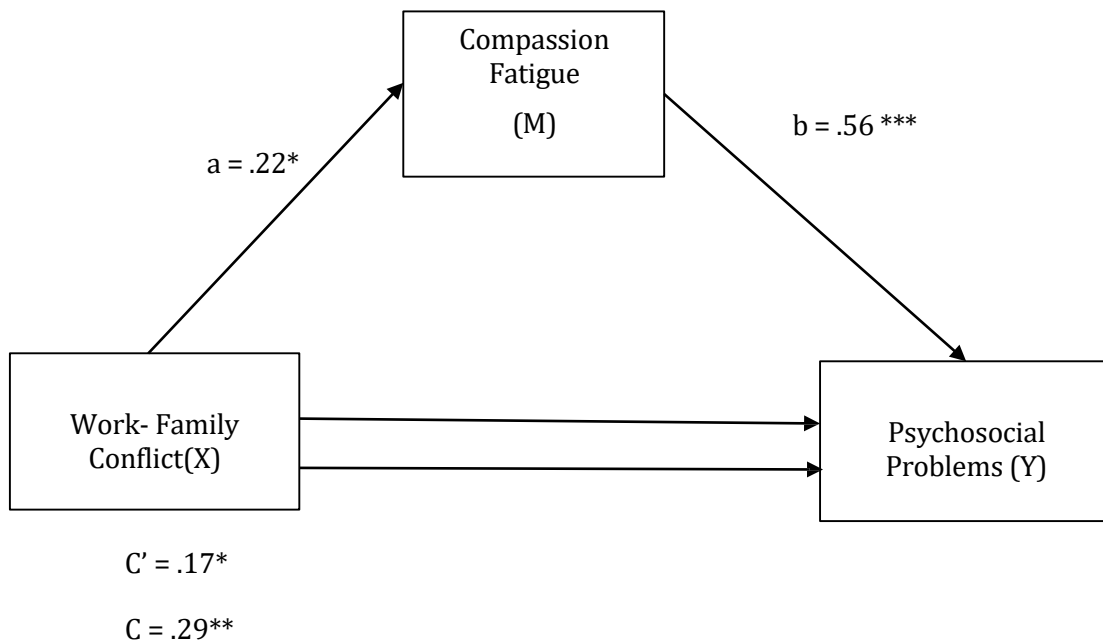 Compassion
Fatigue
(M)
b = .56 ***
a = .22*
Work- Family
Conflict(X)
Psychosocial
Problems (Y)
C’ = .17*
C = .29**